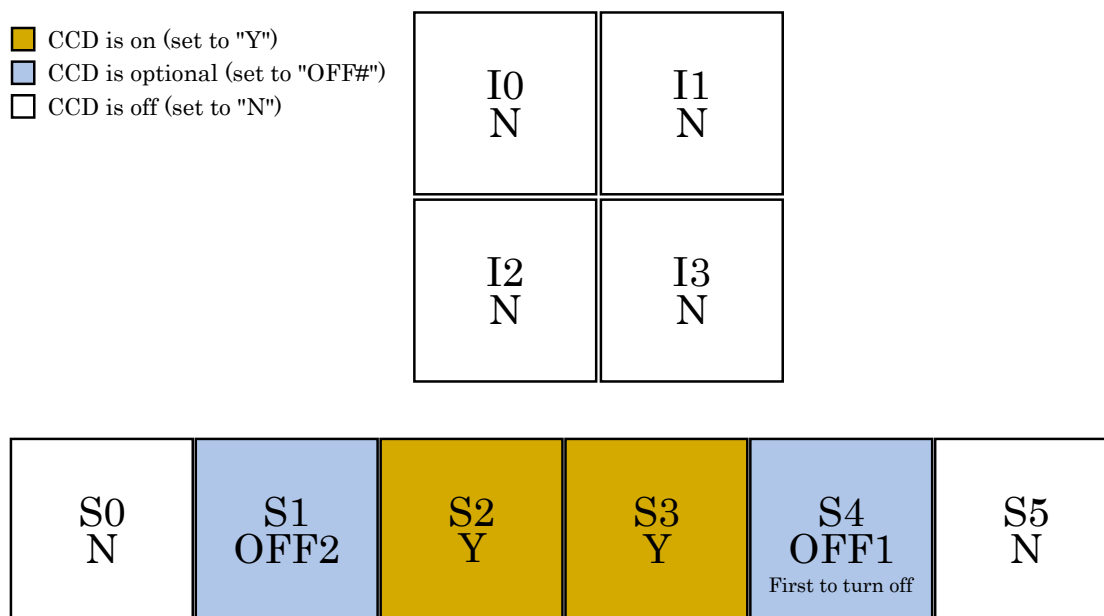 CCD is on (set to "Y")
CCD is optional (set to "OFF#")
CCD is off (set to "N")
I0
N
I1
N
I2
N
I3
N
S0
N
S1
OFF2
S2
Y
S3
Y
S4
OFF1
First to turn off
S5
N